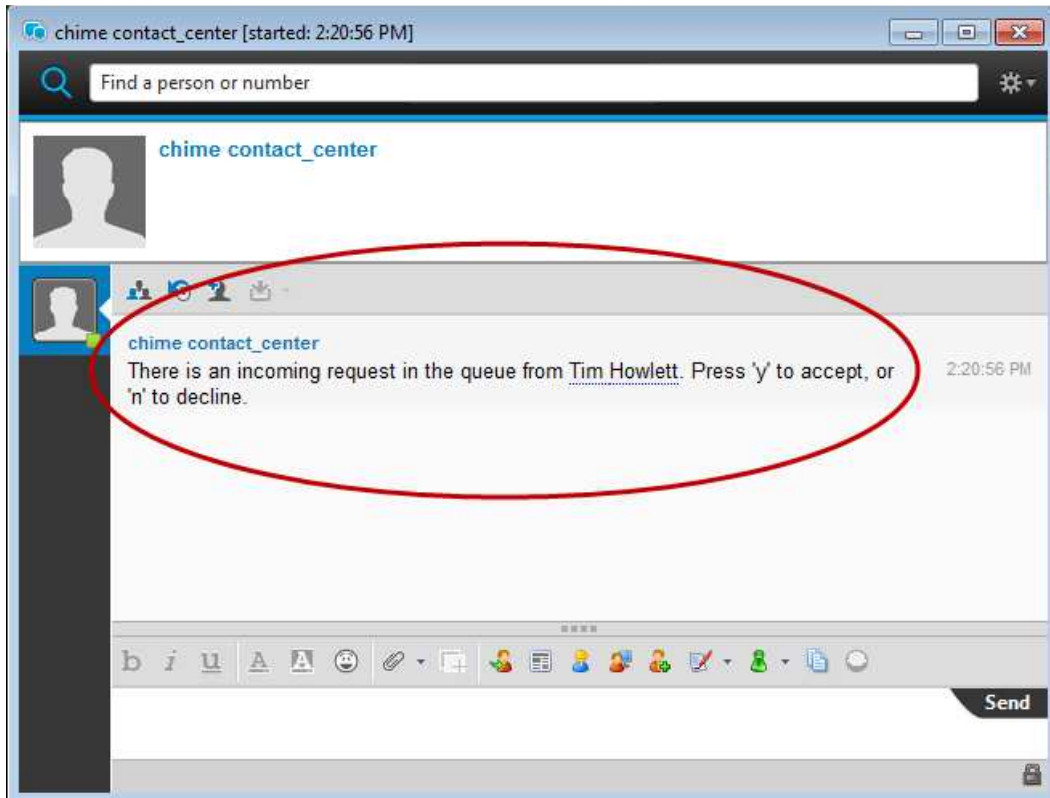 chime contact_center [started: 2:20:56 PM]
Find a person or number
chime contact_center
chime contact_center
There is an incoming request in the queue from Tim Howlett. Press 'y' to accept, or
'n' to decline.
2:20:56 PM
b i u A A
Send